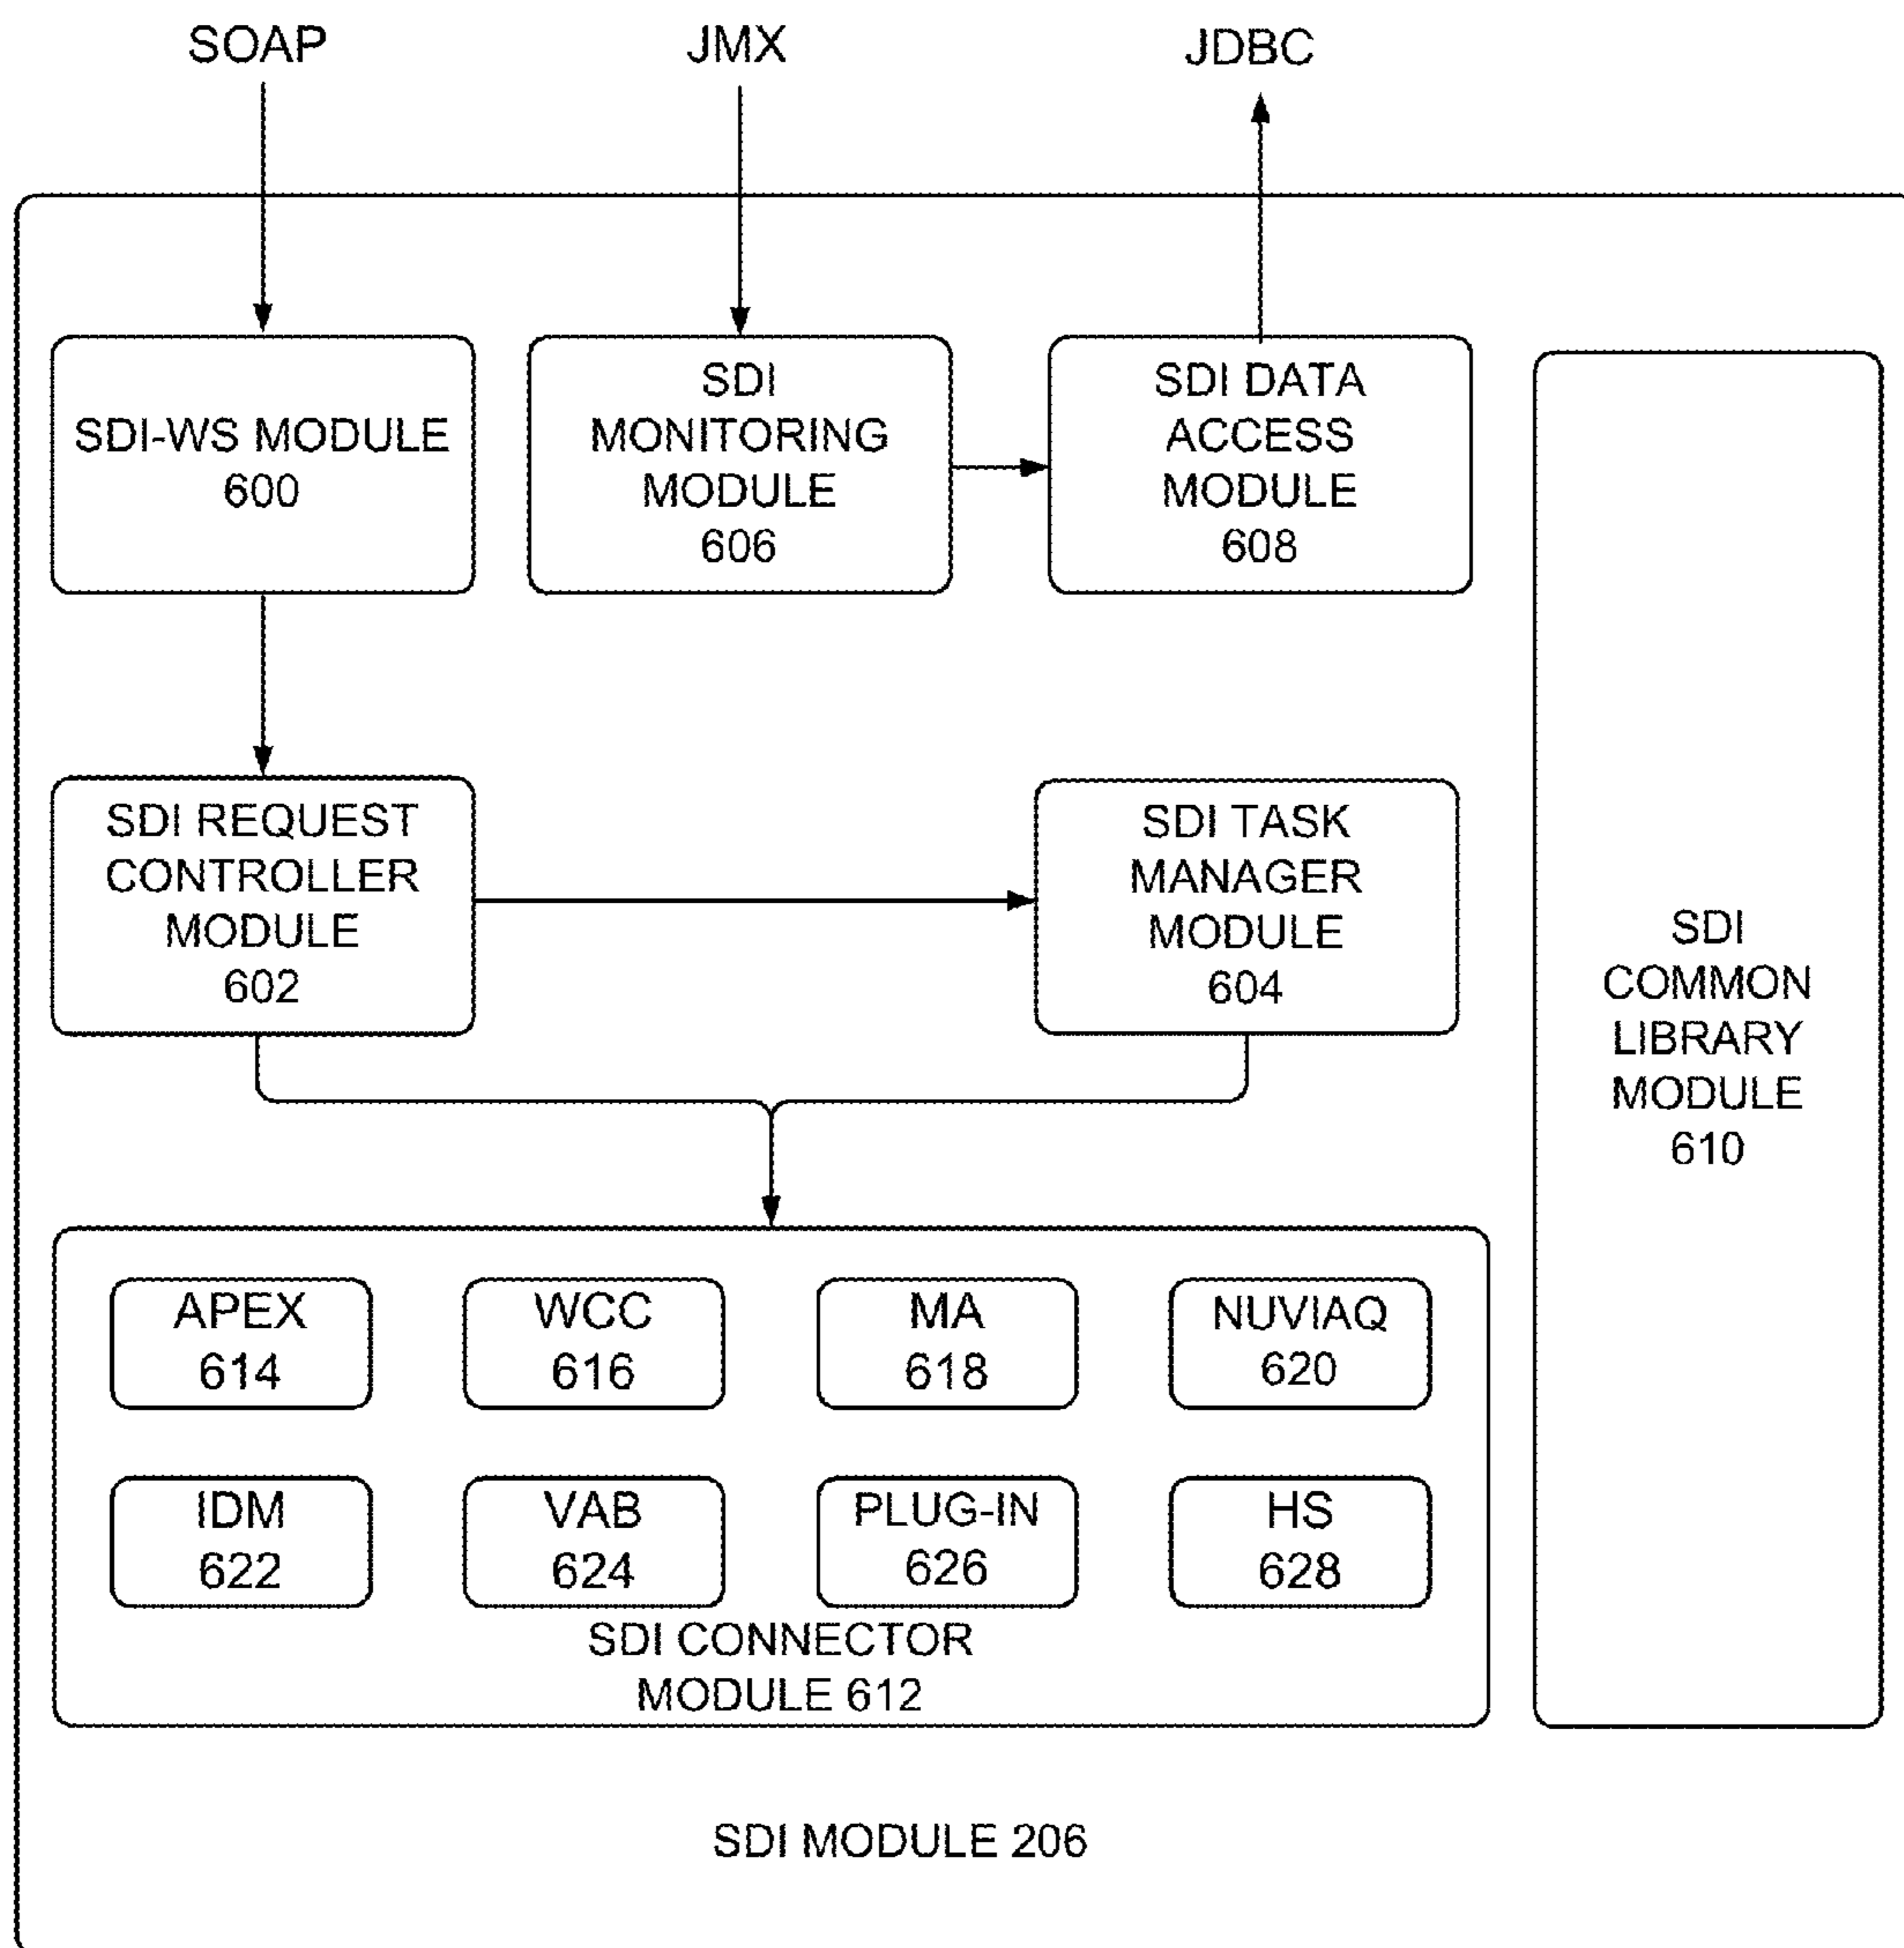 SOAP
JMX
JDBC
SDI-WS MODULE
600
SDI
MONITORING
MODULE
606
SDI DATA
ACCESS
MODULE
608
SDI REQUEST
CONTROLLER
MODULE
602
SDI TASK
MANAGER
MODULE
604
SDI
COMMON
LIBRARY
MODULE
610
APEX
614
WCC
616
MA
618
NUVIAQ
620
IDM
622
VAB
624
PLUG-IN
626
HS
628
SDI CONNECTOR
MODULE 612
SDI MODULE 206